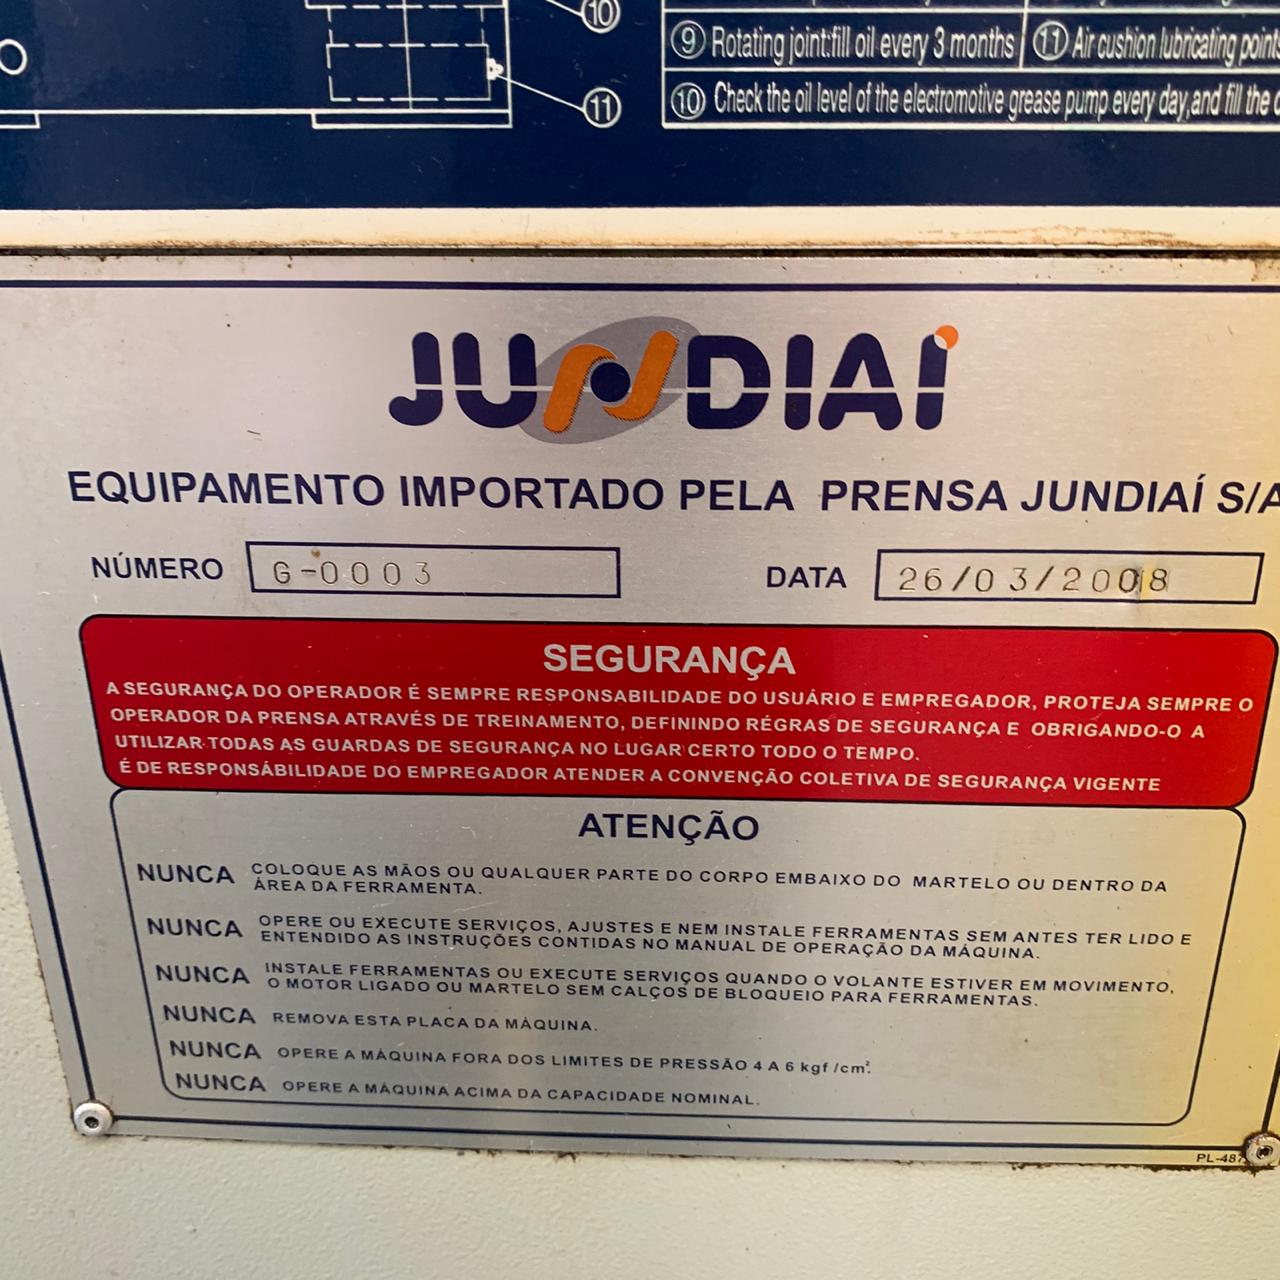 ⑩
⑪
⑨ Rotating joint:fill oil every 3 months ⑪ Air cushion lubricating point
⑩ Check the oil level of the electromotive grease pump every day,and fill the
JUNDIAÍ
EQUIPAMENTO IMPORTADO PELA PRENSA JUNDIAÍ S/A
NÚMERO G-0003 DATA 26/03/2008
SEGURANÇA
A SEGURANÇA DO OPERADOR É SEMPRE RESPONSABILIDADE DO USUÁRIO E EMPREGADOR, PROTEJA SEMPRE O
OPERADOR DA PRENSA ATRAVÉS DE TREINAMENTO, DEFININDO RÉGRAS DE SEGURANÇA E OBRIGANDO-O A
UTILIZAR TODAS AS GUARDAS DE SEGURANÇA NO LUGAR CERTO TODO O TEMPO.
É DE RESPONSÁBILIDADE DO EMPREGADOR ATENDER A CONVENÇÃO COLETIVA DE SEGURANÇA VIGENTE
ATENÇÃO
NUNCA COLOQUE AS MÃOS OU QUALQUER PARTE DO CORPO EMBAIXO DO MARTELO OU DENTRO DA
ÁREA DA FERRAMENTA.
NUNCA OPERE OU EXECUTE SERVIÇOS, AJUSTES E NEM INSTALE FERRAMENTAS SEM ANTES TER LIDO E
ENTENDIDO AS INSTRUÇÕES CONTIDAS NO MANUAL DE OPERAÇÃO DA MÁQUINA.
NUNCA INSTALE FERRAMENTAS OU EXECUTE SERVIÇOS QUANDO O VOLANTE ESTIVER EM MOVIMENTO,
O MOTOR LIGADO OU MARTELO SEM CALÇOS DE BLOQUEIO PARA FERRAMENTAS.
NUNCA REMOVA ESTA PLACA DA MÁQUINA.
NUNCA OPERE A MÁQUINA FORA DOS LIMITES DE PRESSÃO 4 A 6 kgf /cm².
NUNCA OPERE A MÁQUINA ACIMA DA CAPACIDADE NOMINAL.